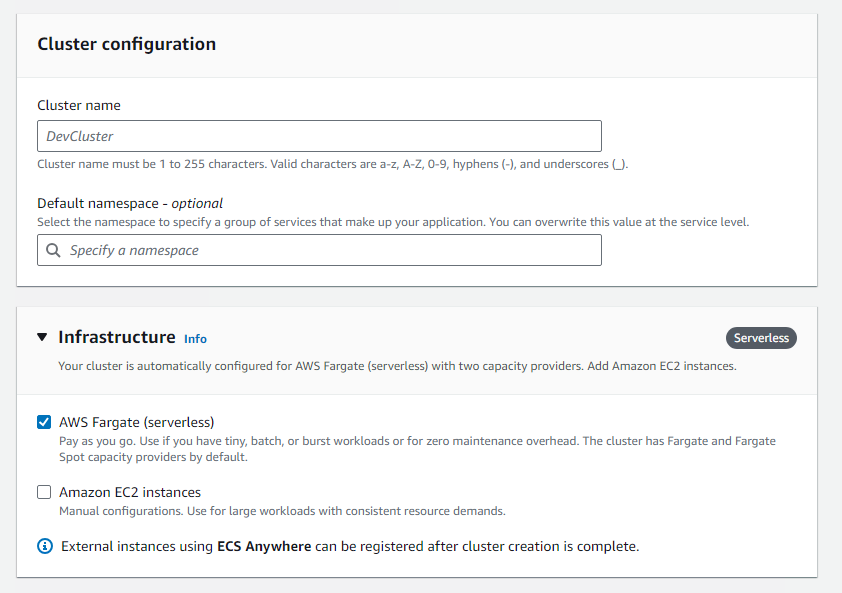 Cluster configuration
Cluster name
DevCluster
Cluster name must be 1 to 255 characters. Valid characters are a-z, A-Z, 0-9, hyphens (-), and underscores (_).
Default namespace - optional
Select the namespace to specify a group of services that make up your application. You can overwrite this value at the service level.
Specify a namespace
Infrastructure Info
Serverless
Your cluster is automatically configured for AWS Fargate (serverless) with two capacity providers. Add Amazon EC2 instances.
AWS Fargate (serverless)
Pay as you go. Use if you have tiny, batch, or burst workloads or for zero maintenance overhead. The cluster has Fargate and Fargate
Spot capacity providers by default.
Amazon EC2 instances
Manual configurations. Use for large workloads with consistent resource demands.
External instances using ECS Anywhere can be registered after cluster creation is complete.